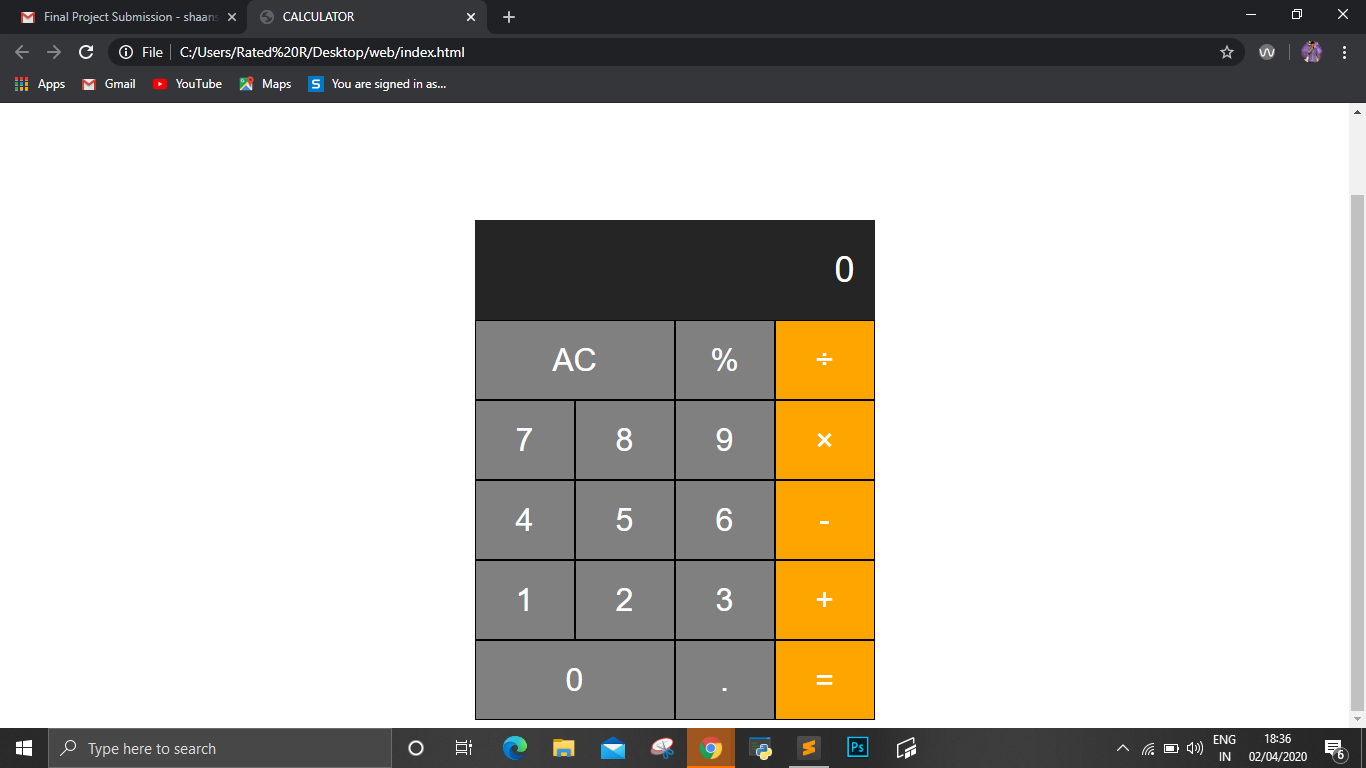 Final Project Submission - shaans
CALCULATOR
File C:/Users/Rated%20R/Desktop/web/index.html
Apps Gmail YouTube Maps S You are signed in as...
0
AC % ÷
7 8 9 ×
4 5 6 -
1 2 3 +
0 . =
Type here to search
Ps
ENG
IN
18:36
02/04/2020
6